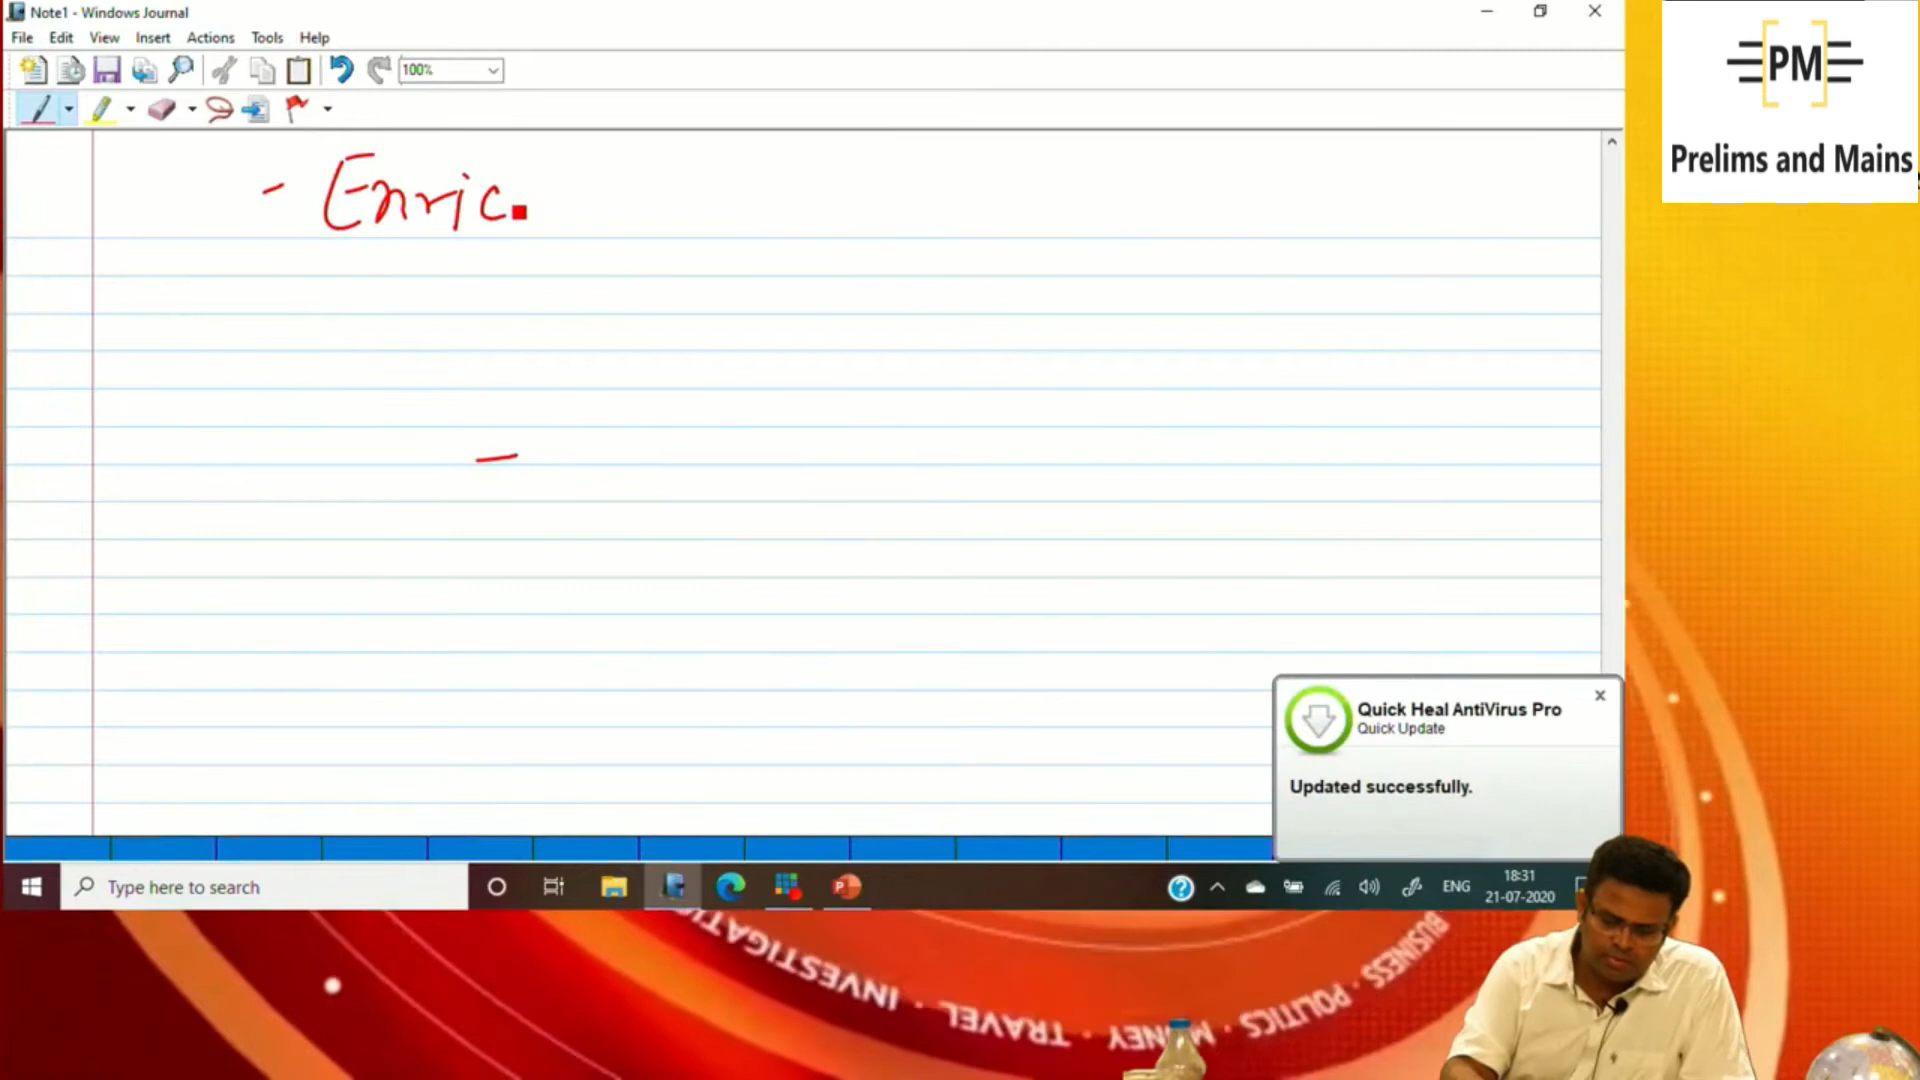 Note1 - Windows Journal
File Edit View Insert Actions Tools Help
100%
PM
Prelims and Mains
- Enric
Quick Heal AntiVirus Pro
Quick Update
Updated successfully.
Type here to search
ENG
18:31
21-07-2020
INVESTIGATI · TRAVEL · MONEY · POLITICS · BUSINESS